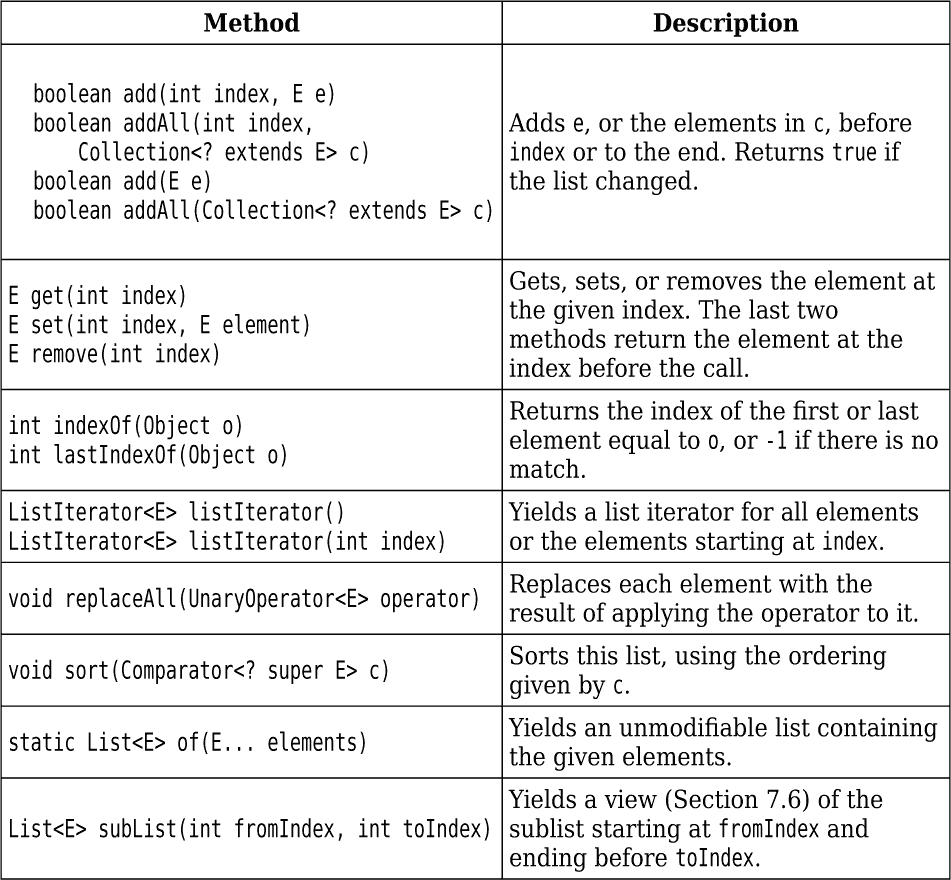 Method
Description
boolean add(int index, E e)
boolean addAll(int index,
Collection<? extends E> c)
boolean add(E e)
boolean addAll(Collection<? extends E> c)
Adds e, or the elements in c, before
index or to the end. Returns true if
the list changed.
E get(int index)
E set(int index, E element)
E remove(int index)
Gets, sets, or removes the element at
the given index. The last two
methods return the element at the
index before the call.
int indexOf(Object o)
int lastIndexOf(Object o)
Returns the index of the first or last
element equal to o, or -1 if there is no
match.
ListIterator<E> listIterator()
ListIterator<E> listIterator(int index)
Yields a list iterator for all elements
or the elements starting at index.
void replaceAll(UnaryOperator<E> operator)
Replaces each element with the
result of applying the operator to it.
void sort(Comparator<? super E> c)
Sorts this list, using the ordering
given by c.
static List<E> of(E... elements)
Yields an unmodifiable list containing
the given elements.
List<E> subList(int fromIndex, int toIndex)
Yields a view (Section 7.6) of the
sublist starting at fromIndex and
ending before toIndex.